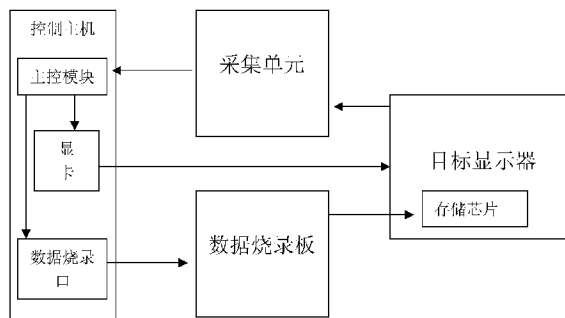 控制主机
主控模块
显
卡
数据烧录
口
采集单元
数据烧录板
目标显示器
存储芯片